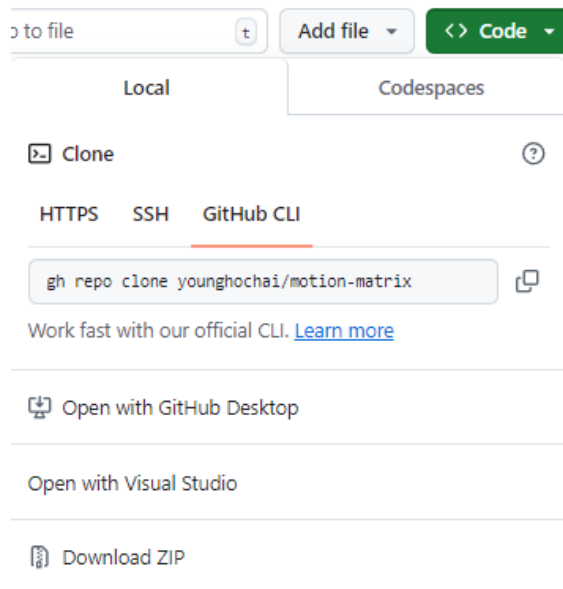 to file t Add file <> Code
Local Codespaces
Clone ?
HTTPS SSH GitHub CLI
gh repo clone younghochai/motion-matrix
Work fast with our official CLI. Learn more
Open with GitHub Desktop
Open with Visual Studio
Download ZIP